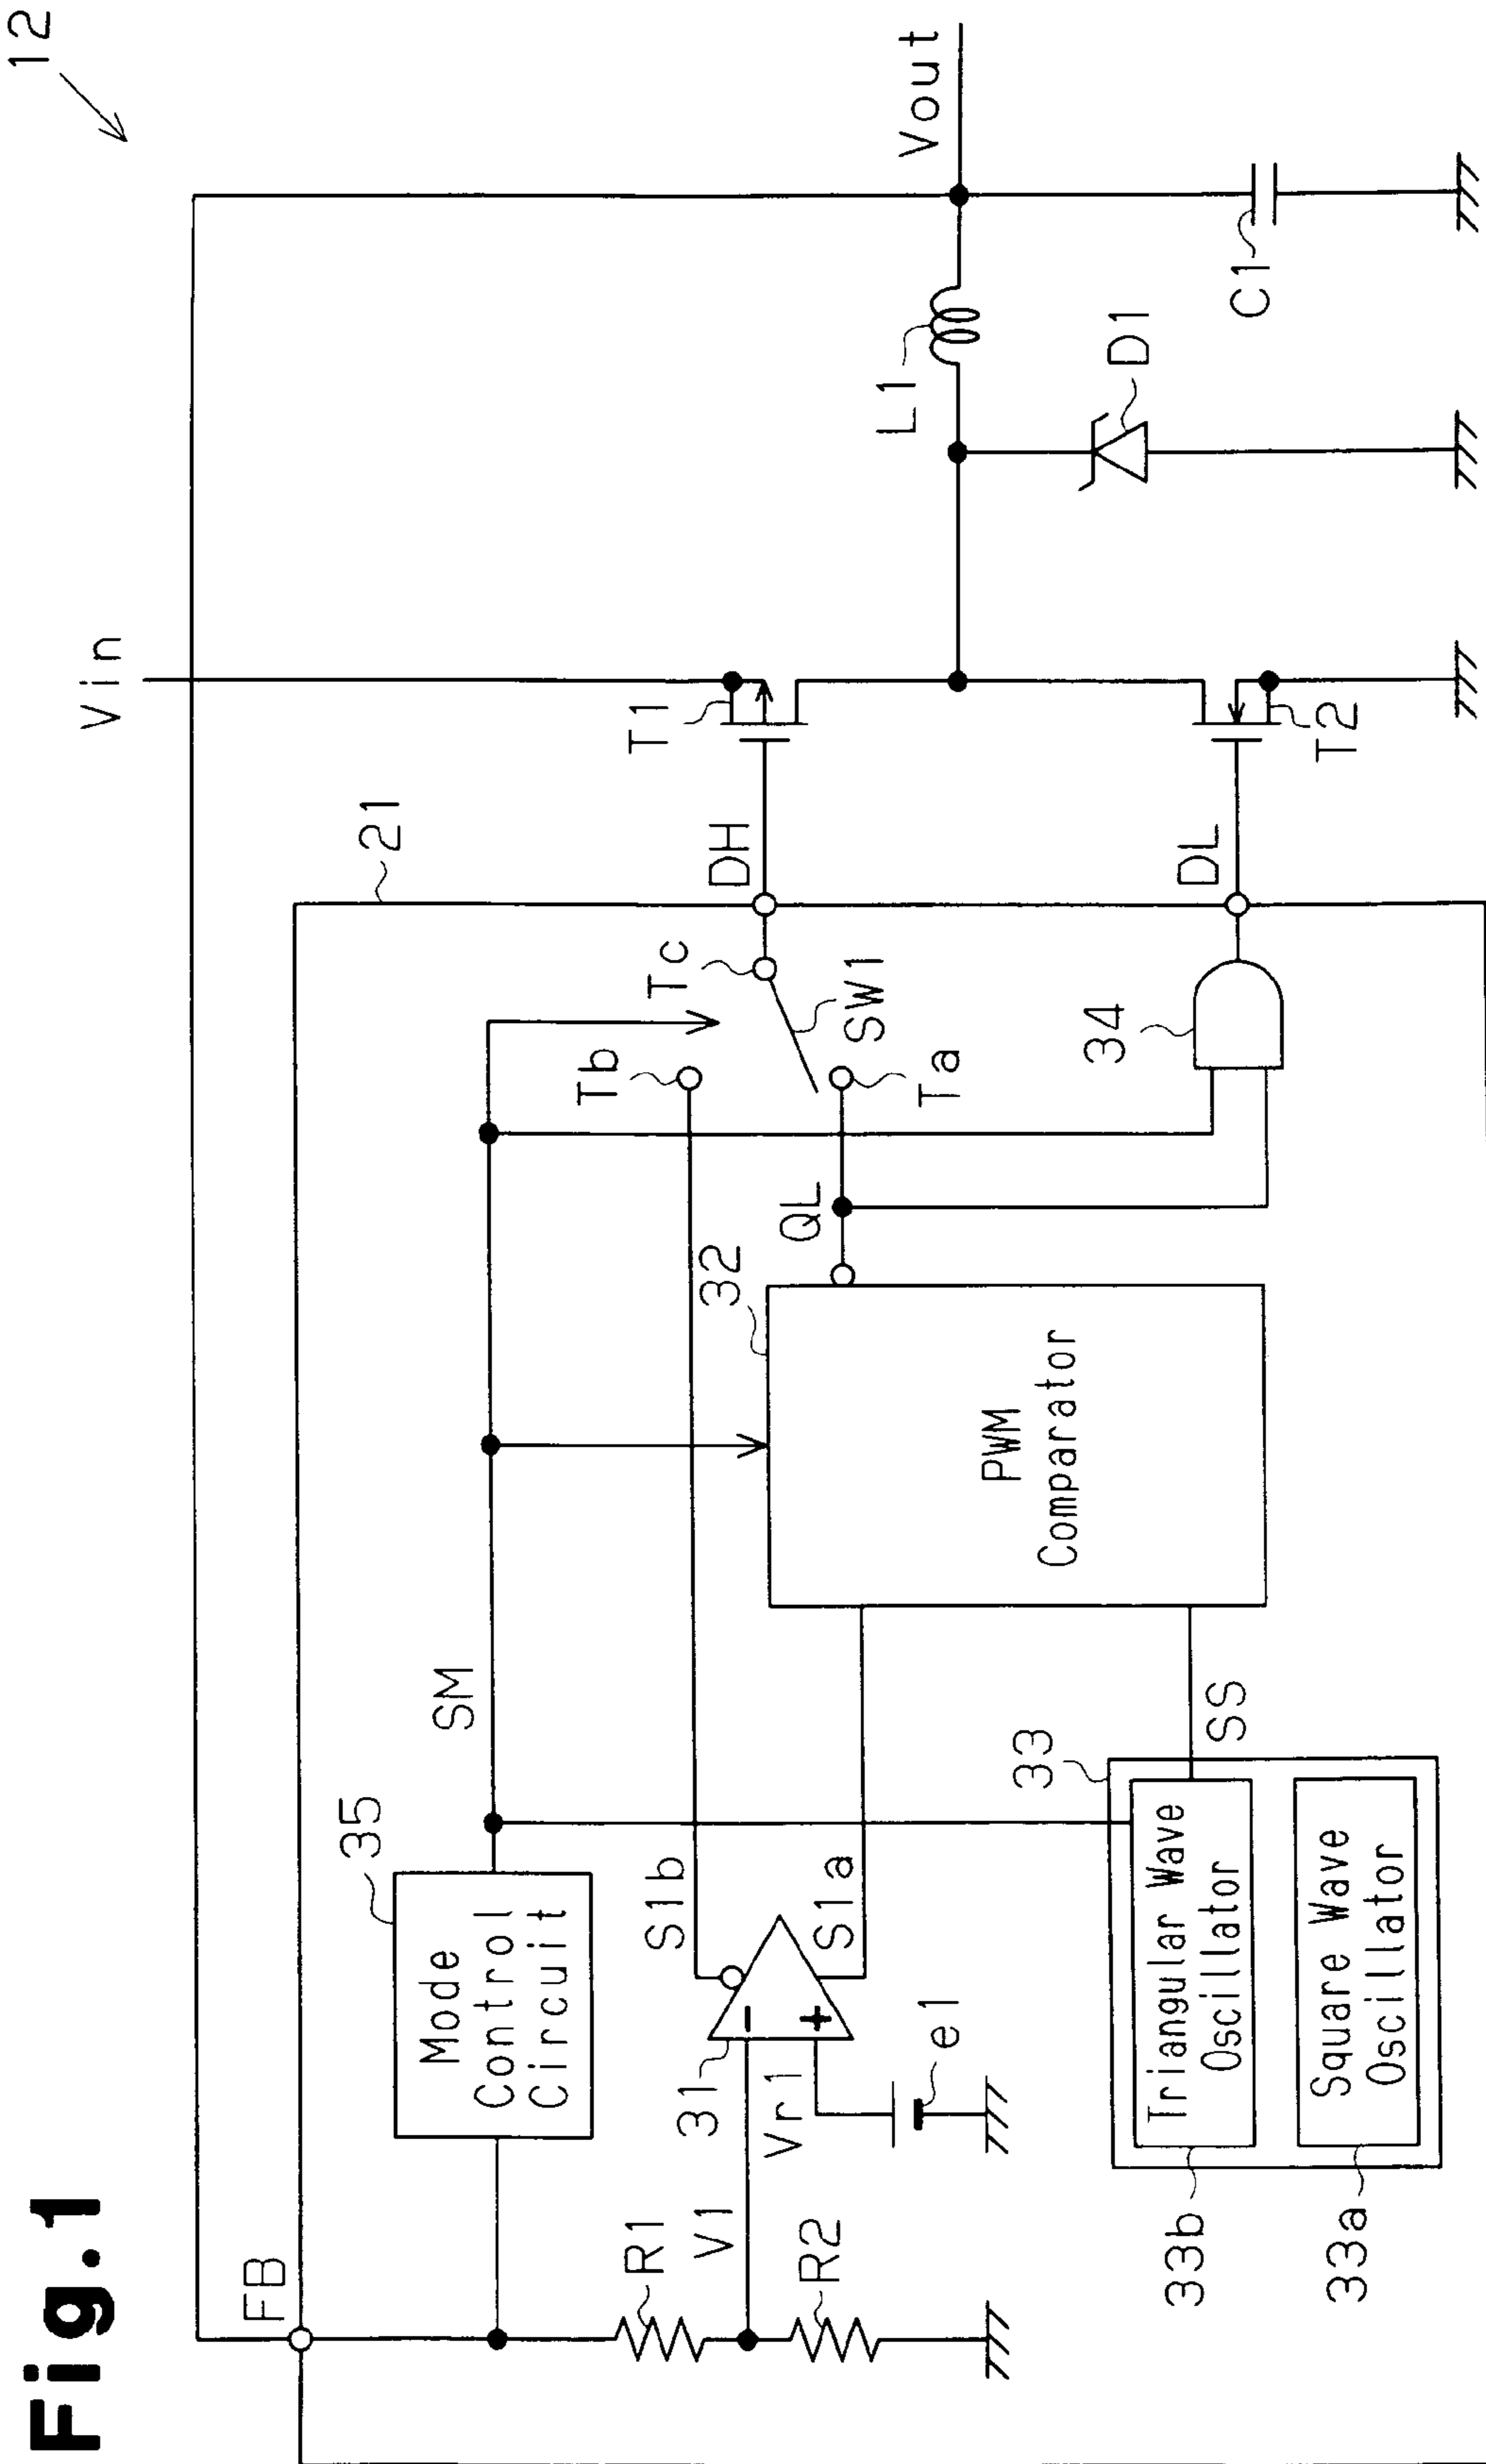 Fig.1
12
FB
Vin
21
35
Mode
Control
Circuit
SM
Tb
Tc
DH
T1
Vout
R1
V1
R2
31
Vr1
e1
S1b
S1a
32
QL
SW1
Ta
L1
PWM
Comparator
33
SS
34
DL
T2
D1
C1
Triangular Wave
Oscillator
Square Wave
Oscillator
33b
33a